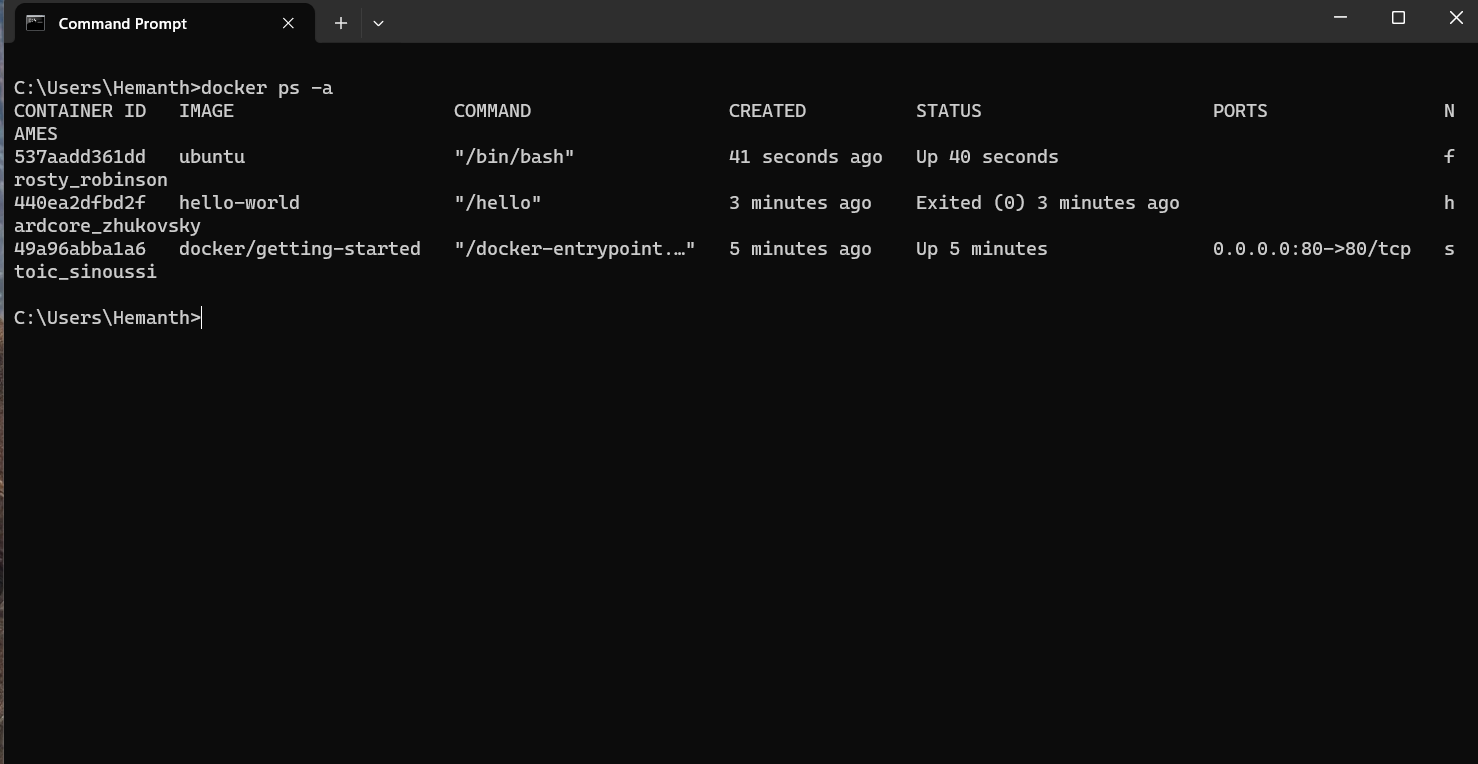 Command Prompt
C:\Users\Hemanth>docker ps -a
CONTAINER ID   IMAGE                    COMMAND                  CREATED          STATUS                     PORTS                N
AMES
537aadd361dd   ubuntu                   "/bin/bash"              41 seconds ago   Up 40 seconds                                   f
rosty_robinson
440ea2dfbd2f   hello-world              "/hello"                 3 minutes ago    Exited (0) 3 minutes ago                        h
ardcore_zhukovsky
49a96abba1a6   docker/getting-started   "/docker-entrypoint.…"   5 minutes ago    Up 5 minutes               0.0.0.0:80->80/tcp   s
toic_sinoussi
C:\Users\Hemanth>